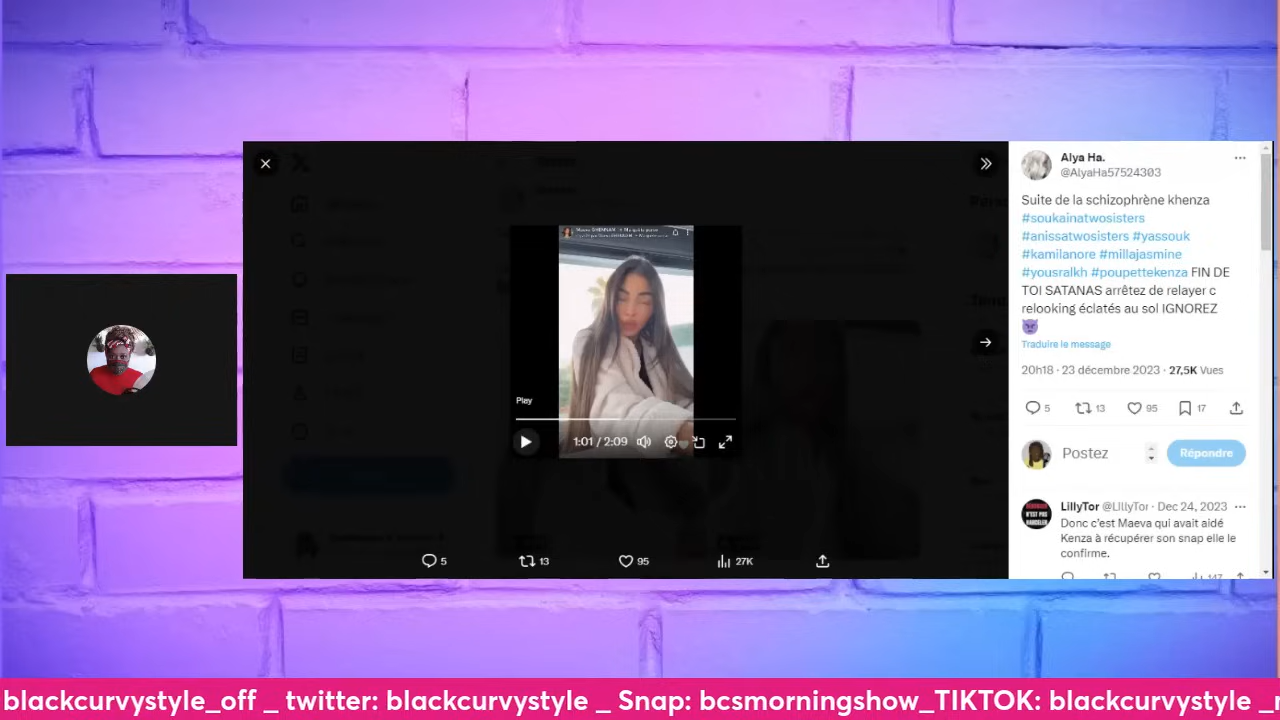 Alya Ha.
@AlyaHa57524303
Suite de la schizophrène khenza
#soukainatwosisters
#anissatwosisters #yassouk
#kamilanore #millajasmine
#yousralkh #poupettekenza FIN DE
TOI SATANAS arrêtez de relayer c
relooking éclatés au sol IGNOREZ
Traduire le message
20h18 · 23 décembre 2023 · 27,5K Vues
5 13 95 17
Postez
Répondre
LillyTor @LIllyTor · Dec 24, 2023
Donc c'est Maeva qui avait aidé
Kenza à récupérer son snap elle le
confirme.
147
Play
1:01 / 2:09
5 13 95 27K
blackcurvystyle_off _ twitter: blackcurvystyle _ Snap: bcsmorningshow_TIKTOK: blackcurvystyle _